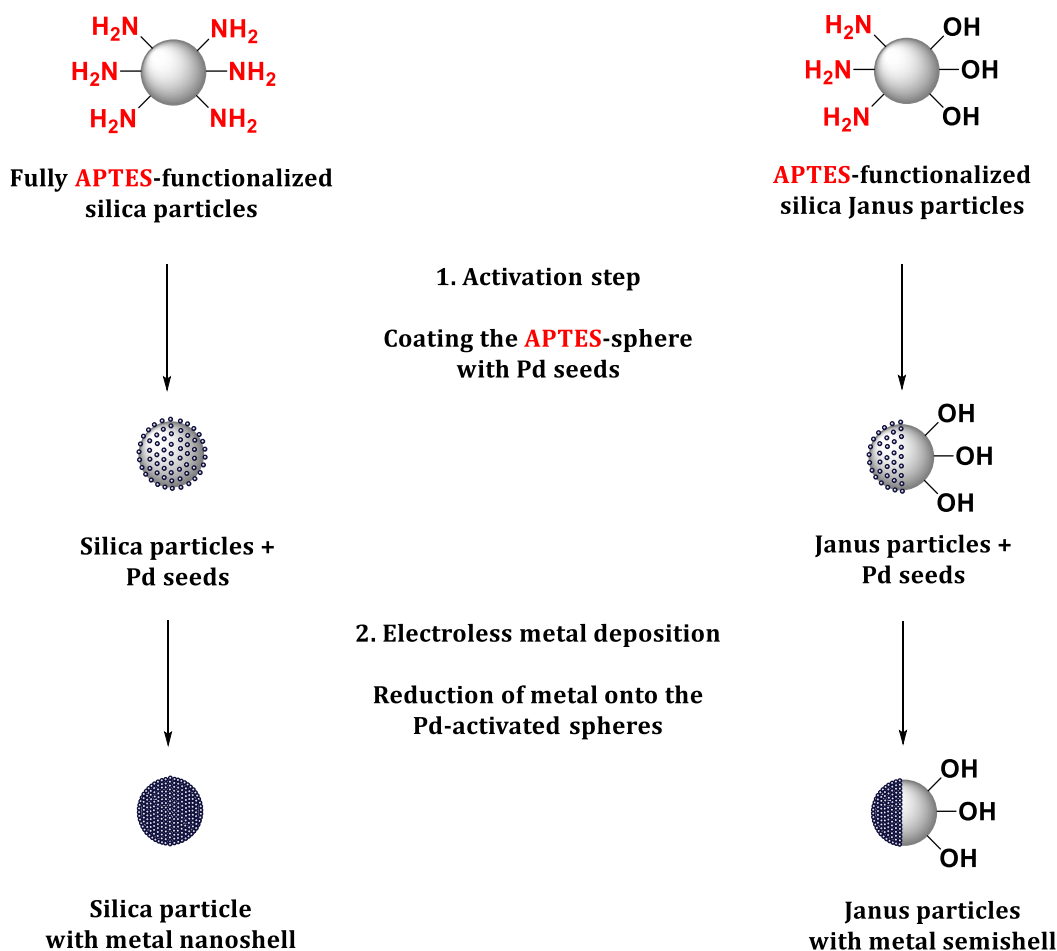 H₂N
NH₂
H₂N
NH₂
H₂N
NH₂
Fully APTES-functionalized
silica particles
H₂N
OH
H₂N
OH
H₂N
OH
APTES-functionalized
silica Janus particles
1. Activation step
Coating the APTES-sphere
with Pd seeds
Silica particles +
Pd seeds
OH
OH
OH
Janus particles +
Pd seeds
2. Electroless metal deposition
Reduction of metal onto the
Pd-activated spheres
Silica particle
with metal nanoshell
OH
OH
OH
Janus particles
with metal semishell